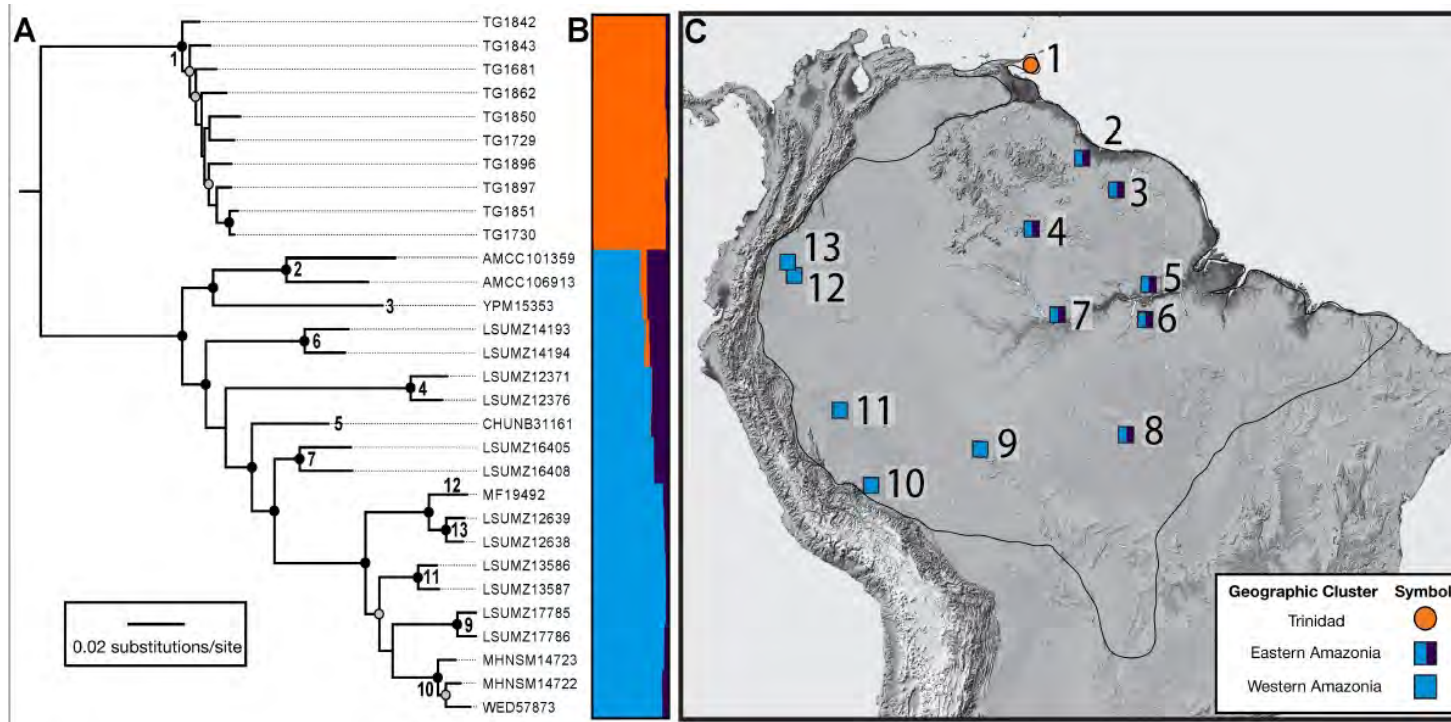 A
TG1842
TG1843
1
TG1681
TG1862
TG1850
TG1729
TG1896
TG1897
TG1851
TG1730
AMCC101359
2
AMCC106913
3
YPM15353
LSUMZ14193
6
LSUMZ14194
LSUMZ12371
4
LSUMZ12376
5
CHUNB31161
LSUMZ16405
7
LSUMZ16408
12
MF19492
LSUMZ12639
13
LSUMZ12638
LSUMZ13586
11
LSUMZ13587
LSUMZ17785
9
LSUMZ17786
MHNSM14723
10
MHNSM14722
WED57873
0.02 substitutions/site
B
C
1
2
3
4
13
12
5
7
6
11
8
9
10
Geographic Cluster Symbol
Trinidad
Eastern Amazonia
Western Amazonia